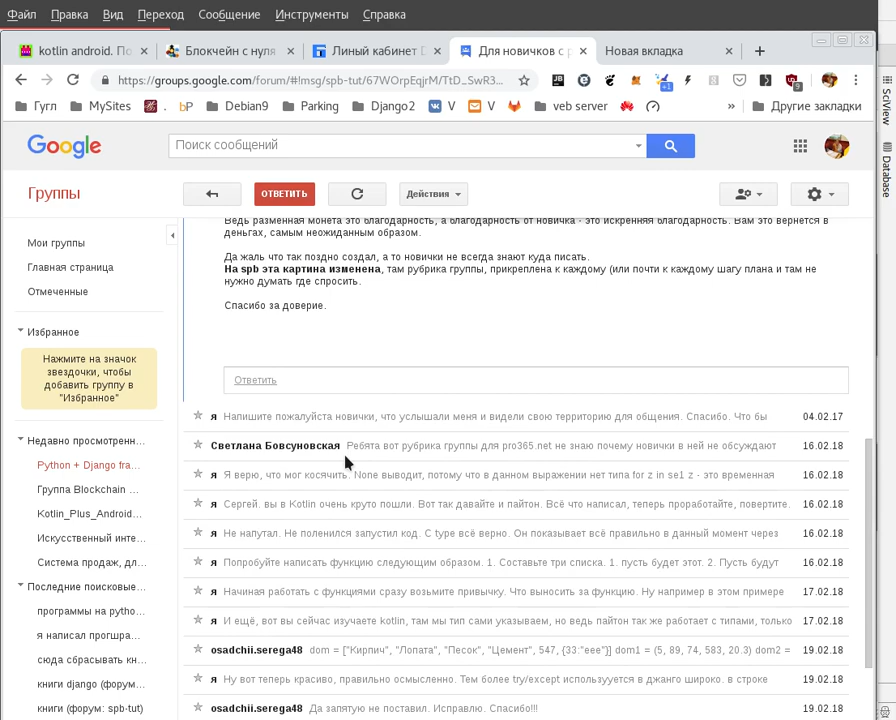 Файл Правка Вид Переход Сообщение Инструменты Справка
kotlin android. По
Блокчейн с нуля
Линый кабинет D
Для новичков с р
Новая вкладка
https://groups.google.com/forum/#!msg/spb-tut/67WOrpEqjrM/TtD_SwR3...
JB
+1
9
Гугл MySites . bP Debian9 Parking Django2 V V veb server » Другие закладки
SciView
Database
Google
Поиск сообщений
Группы
ОТВЕТИТЬ
Действия
Мои группы
Главная страница
Отмеченные
Избранное
Нажмите на значок
звездочки, чтобы
добавить группу в
"Избранное"
Недавно просмотренн...
Python + Django fra...
Группа Blockchain ...
Kotlin_Plus_Android...
Искусственный инте...
Система продаж, дл...
Последние поисковые...
программы на pytho...
я написал прогшра...
сюда сбрасывать кн...
книги django (форум...
книги (форум: spb-tut)
Ведь разменная монета это благодарность, а благодарность от новичка - это искренняя благодарность. Вам это вернется в
деньгах, самым неожиданным образом.
Да жаль что так поздно создал, а то новички не всегда знают куда писать.
На spb эта картина изменена, там рубрика группы, прикреплена к каждому (или почти к каждому шагу плана и там не
нужно думать где спросить.
Спасибо за доверие.
Ответить
я Напишите пожалуйста новички, что услышали меня и видели свою территорию для общения. Спасибо. Что бы 04.02.17
Светлана Бовсуновская Ребята вот рубрика группы для pro365.net не знаю почему новички в ней не обсуждают 16.02.18
я Я верю, что мог косячить. None выводит, потому что в данном выражении нет типа for z in se1 z - это временная 16.02.18
я Сергей. вы в Kotlin очень круто пошли. Вот так давайте и пайтон. Всё что написал, теперь проработайте, повертите. 16.02.18
я Не напутал. Не поленился запустил код. С type всё верно. Он показывает всё правильно в данный момент через 16.02.18
я Попробуйте написать функцию следующим образом. 1. Составьте три списка. 1. пусть будет этот. 2. Пусть будут 16.02.18
я Начиная работать с функциями сразу возьмите привычку. Что выносить за функцию. Ну например в этом примере 17.02.18
я И ещё, вот вы сейчас изучаете kotlin, там мы тип сами указываем, но ведь пайтон так же работает с типами, только 17.02.18
osadchii.serega48 dom = ["Кирпич", "Лопата", "Песок", "Цемент", 547, {33:"eee"}] dom1 = (5, 89, 74, 583, 20.3) dom2 = 19.02.18
я Ну вот теперь красиво, правильно осмысленно. Тем более try/except используется в джанго широко. в строке 19.02.18
osadchii.serega48 Да запятую не поставил. Исправлю. Спасибо!!! 19.02.18